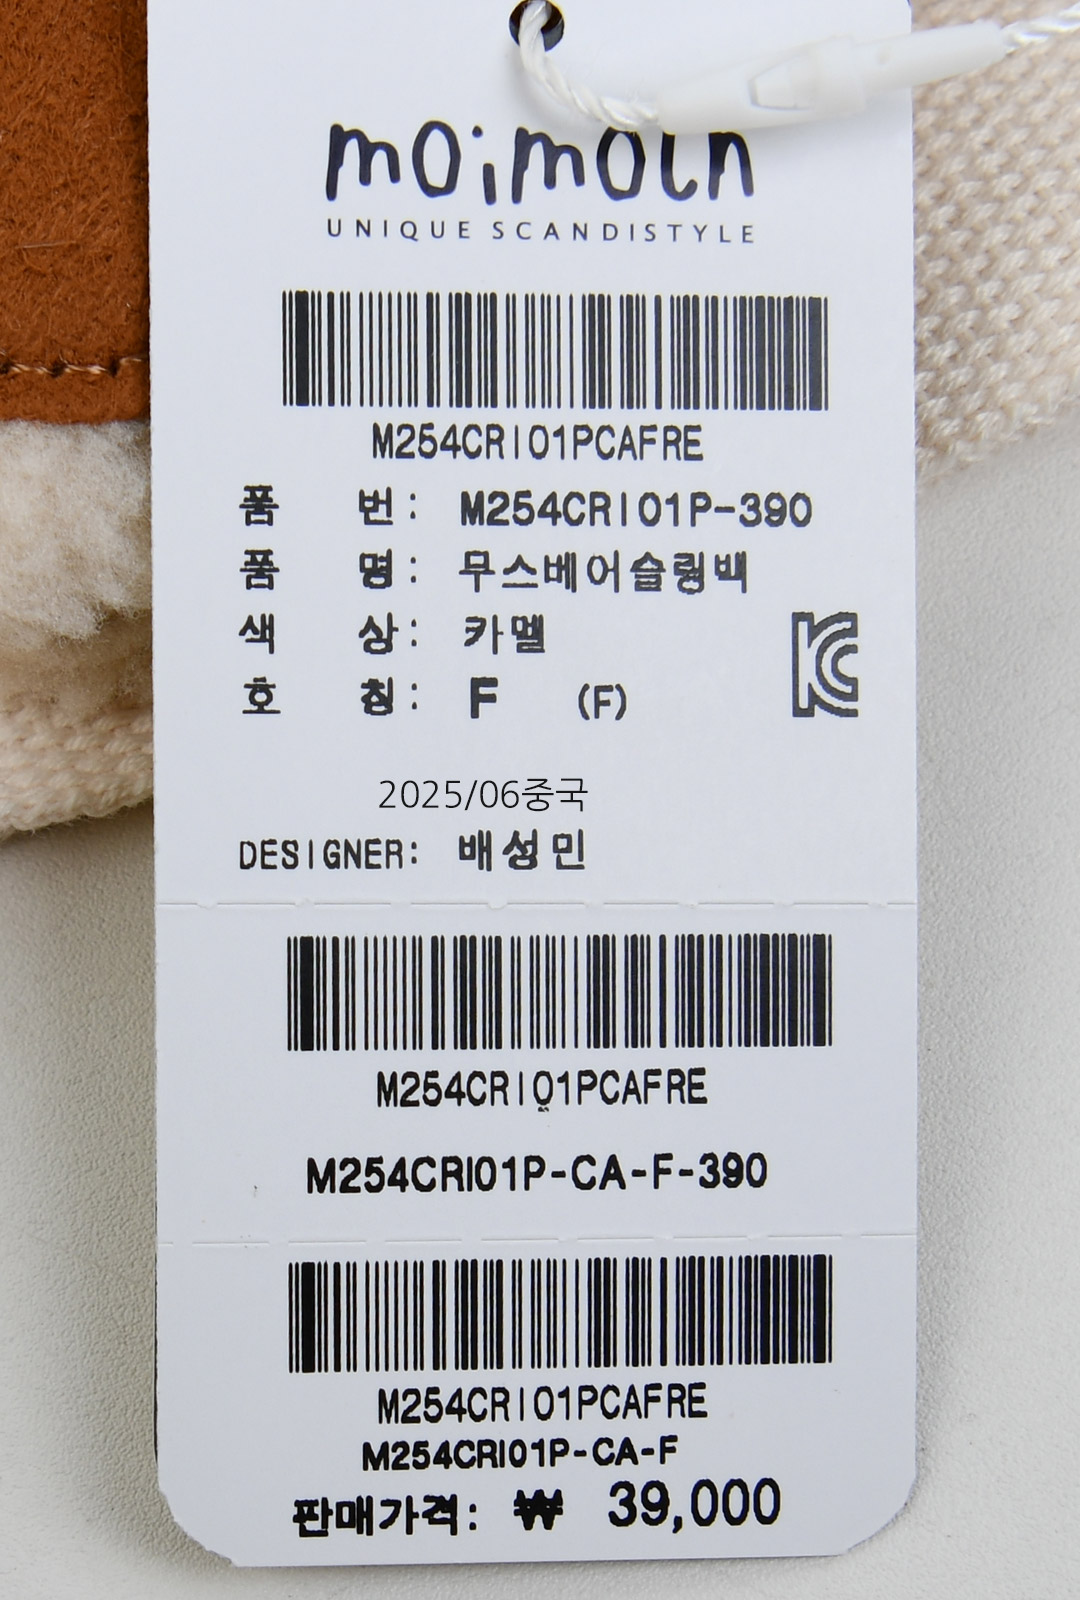 moimoln
UNIQUE SCANDISTYLE
M254CRI01PCAFRE
품 번: M254CRI01P-390
품 명: 무스베어슬링백
색 상: 카멜
호 칭: F (F)
KC
2025/06중국
DESIGNER: 배성민
M254CRI01PCAFRE
M254CRI01P-CA-F-390
M254CRI01PCAFRE
M254CRI01P-CA-F
판매가격: ₩ 39,000